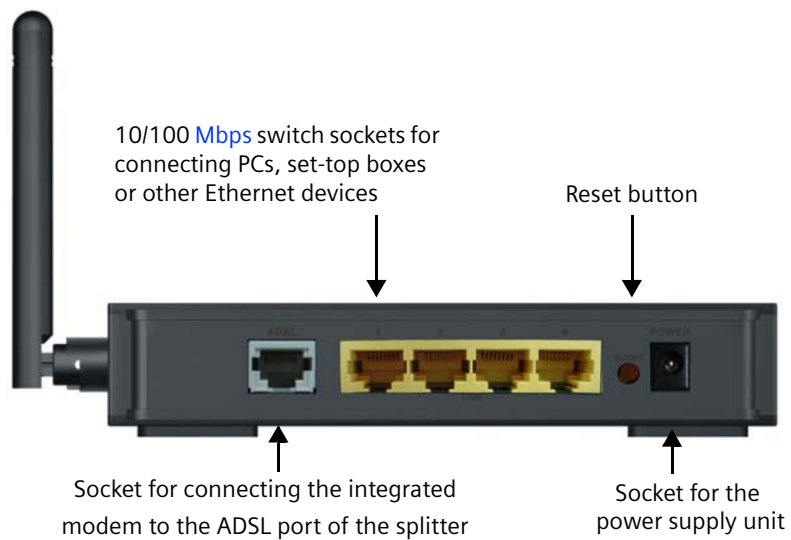 10/100 Mbps switch sockets for
connecting PCs, set-top boxes
or other Ethernet devices
Reset button
ADSL
1 2 3 4
POWER
RESET
LAN
Socket for connecting the integrated
modem to the ADSL port of the splitter
Socket for the
power supply unit